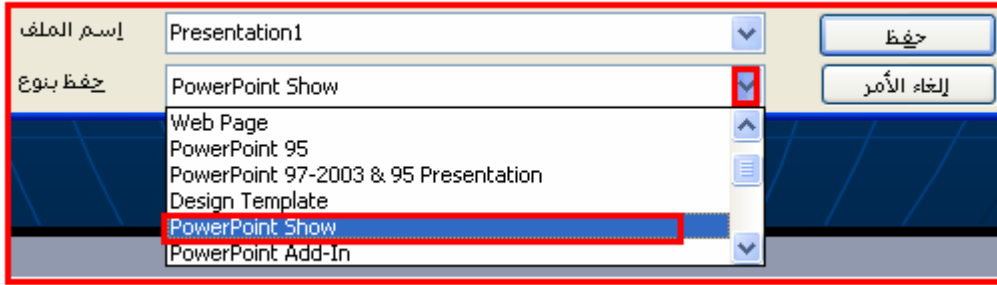 إسم الملف Presentation1 حفظ
حفظ بنوع PowerPoint Show إلغاء الأمر
Web Page
PowerPoint 95
PowerPoint 97-2003 & 95 Presentation
Design Template
PowerPoint Show
PowerPoint Add-In